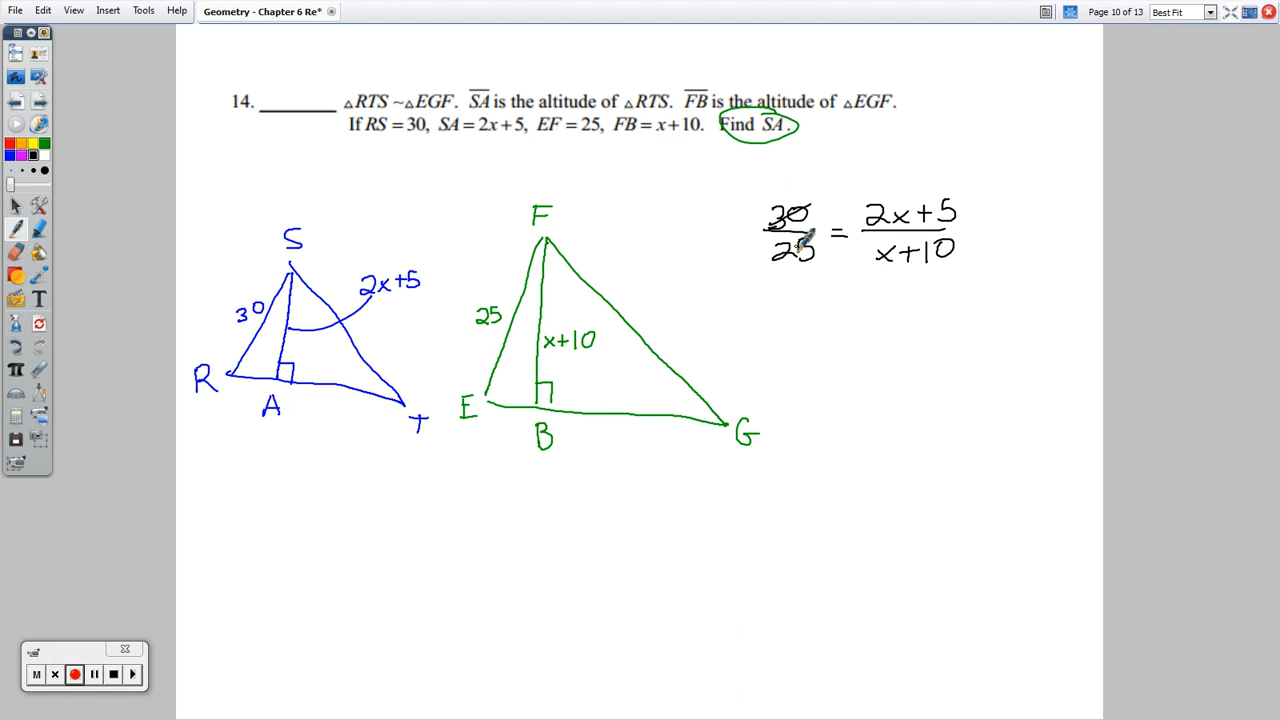 File Edit View Insert Tools Help Geometry - Chapter 6 Re* Page 10 of 13 Best Fit
14. ________ △RTS ~△EGF. SA is the altitude of △RTS. FB is the altitude of △EGF.
If RS = 30, SA = 2x + 5, EF = 25, FB = x + 10. Find SA.
30/25 = 2x+5/x+10
F
S
30
2x+5
25
x+10
R
A
T
E
B
G
M